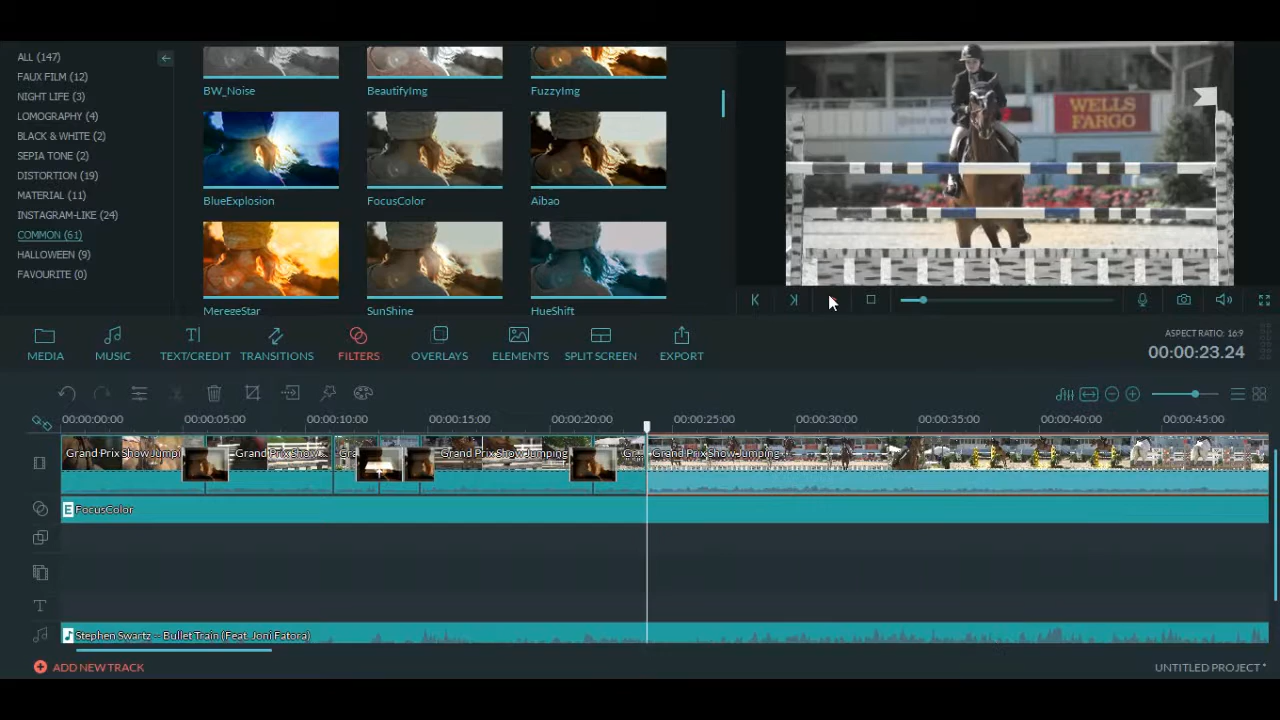 ALL (147)
FAUX FILM (12)
NIGHT LIFE (3)
LOMOGRAPHY (4)
BLACK & WHITE (2)
SEPIA TONE (2)
DISTORTION (19)
MATERIAL (11)
INSTAGRAM-LIKE (24)
COMMON (61)
HALLOWEEN (9)
FAVOURITE (0)
BW_Noise BeautifyImg FuzzyImg
BlueExplosion FocusColor Aibao
MeregeStar SunShine HueShift
WELLS
FARGO
MEDIA MUSIC TEXT/CREDIT TRANSITIONS FILTERS OVERLAYS ELEMENTS SPLIT SCREEN EXPORT
ASPECT RATIO: 16:9
00:00:23.24
00:00:00:00 00:00:05:00 00:00:10:00 00:00:15:00 00:00:20:00 00:00:25:00 00:00:30:00 00:00:35:00 00:00:40:00 00:00:45:00
Grand Prix Show Jumpi Grand Prix Show... Gra Grand Prix Show Jumping Gr... Grand Prix Show Jumping
E FocusColor
Stephen Swartz -- Bullet Train (Feat. Joni Fatora)
ADD NEW TRACK
UNTITLED PROJECT *